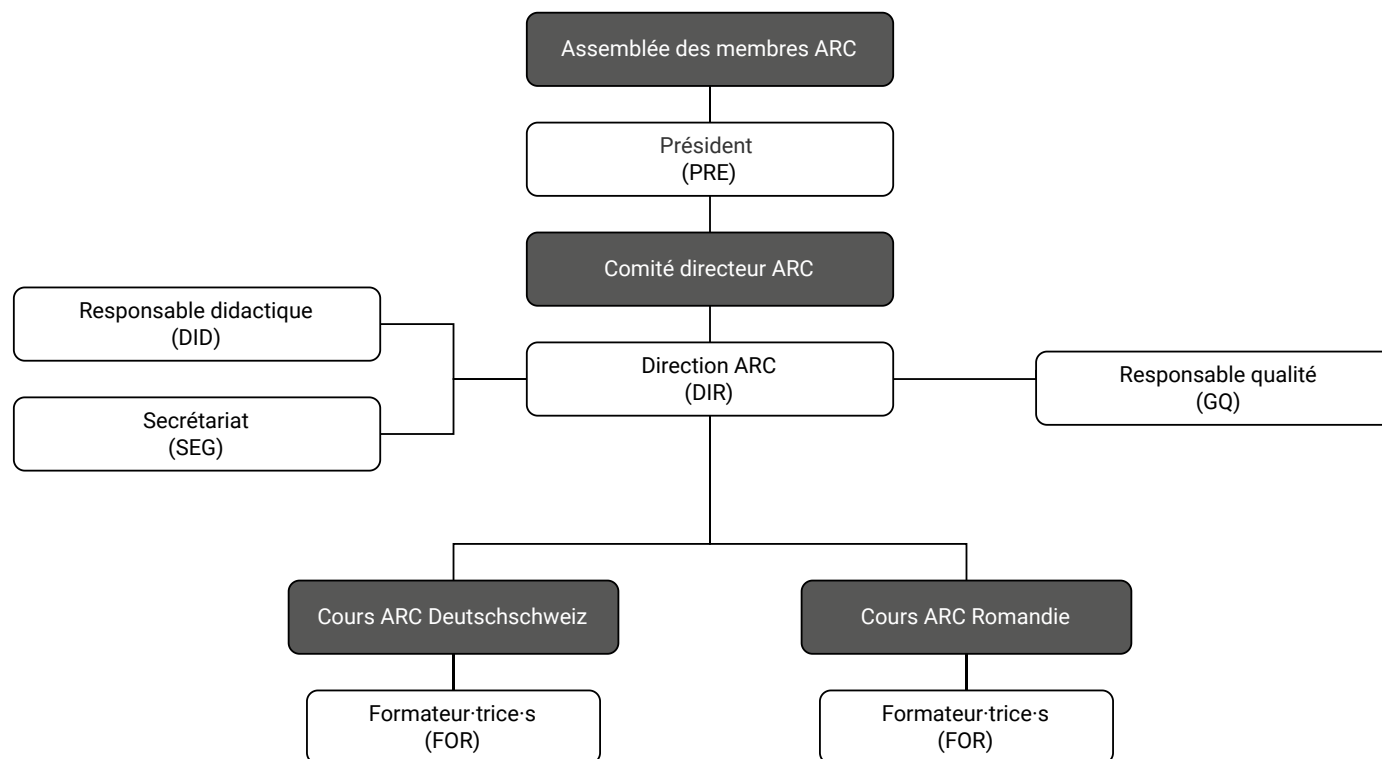 Assemblée des membres ARC
Président
(PRE)
Comité directeur ARC
Responsable didactique
(DID)
Direction ARC
(DIR)
Responsable qualité
(GQ)
Secrétariat
(SEG)
Cours ARC Deutschschweiz
Cours ARC Romandie
Formateur·trice·s
(FOR)
Formateur·trice·s
(FOR)